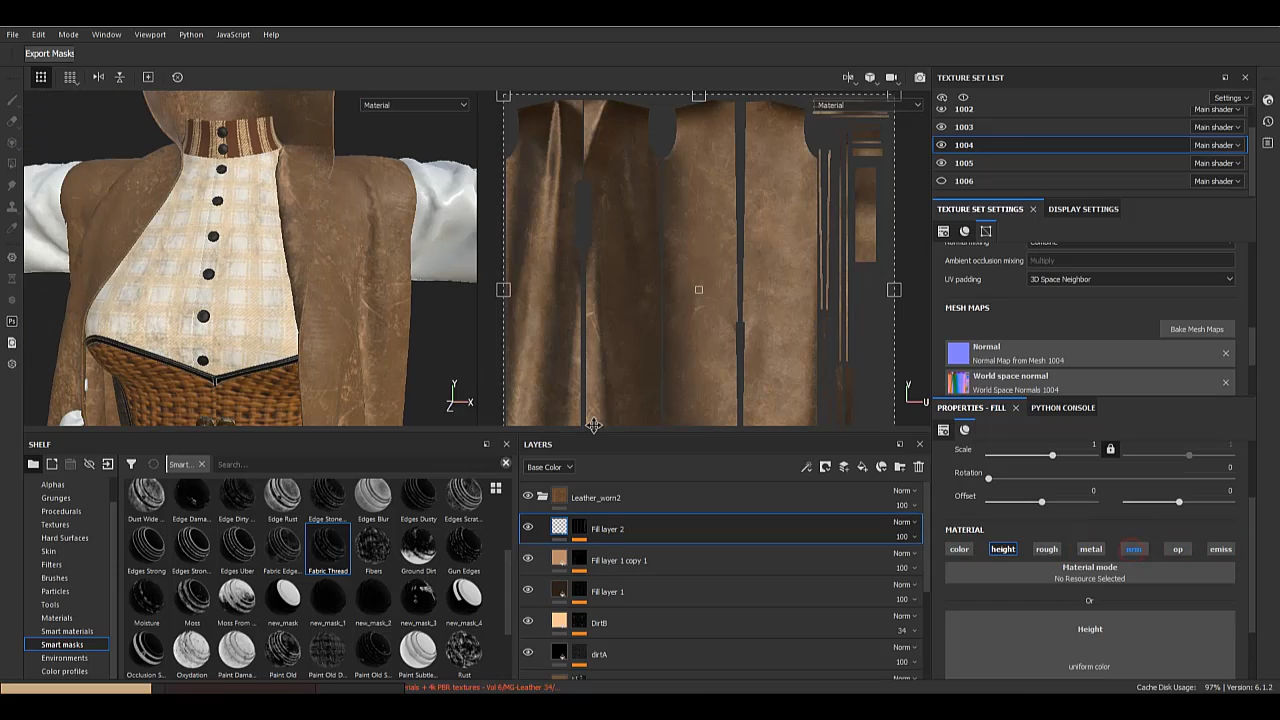 File Edit Mode Window Viewport Python JavaScript Help
Export Masks
Material
Material
TEXTURE SET LIST
Settings
1002 Main shader
1003 Main shader
1004 Main shader
1005 Main shader
1006 Main shader
TEXTURE SET SETTINGS DISPLAY SETTINGS
Ambient occlusion mixing Multiply
UV padding 3D Space Neighbor
MESH MAPS
Bake Mesh Maps
Normal
Normal Map from Mesh 1004
World space normal
World Space Normals 1004
PROPERTIES - FILL PYTHON CONSOLE
Scale 1 1
Rotation 0
Offset 0 0
MATERIAL
color height rough metal nrm op emiss
Material mode
No Resource Selected
Or
Height
uniform color
Y
X
Z
V
U
SHELF
Smart... Search...
Alphas
Grunges
Procedurals
Textures
Hard Surfaces
Skin
Filters
Brushes
Particles
Tools
Materials
Smart materials
Smart masks
Environments
Color profiles
Dust Wide ... Edge Dama... Edge Dirty ... Edge Rust Edge Stone... Edges Blur Edges Dusty Edges Scrat...
Edges Strong Edges Uber Fabric Edge... Fabric Thread Fibers Ground Dirt Gun Edges
Moisture Moss Moss From ... new_mask new_mask_1 new_mask_2 new_mask_3 new_mask_4
Occlusion S... Oxydation Paint Dama... Paint Old Paint Old D... Paint Old S... Paint Subtle... Rust
LAYERS
Base Color
Leather_worn2 Norm 100
Fill layer 2 Norm 100
Fill layer 1 copy 1 Norm 100
Fill layer 1 Norm 100
DirtB Norm 34
dirtA Norm 100
Norm
Ps
Cache Disk Usage: 97% | Version: 6.1.2